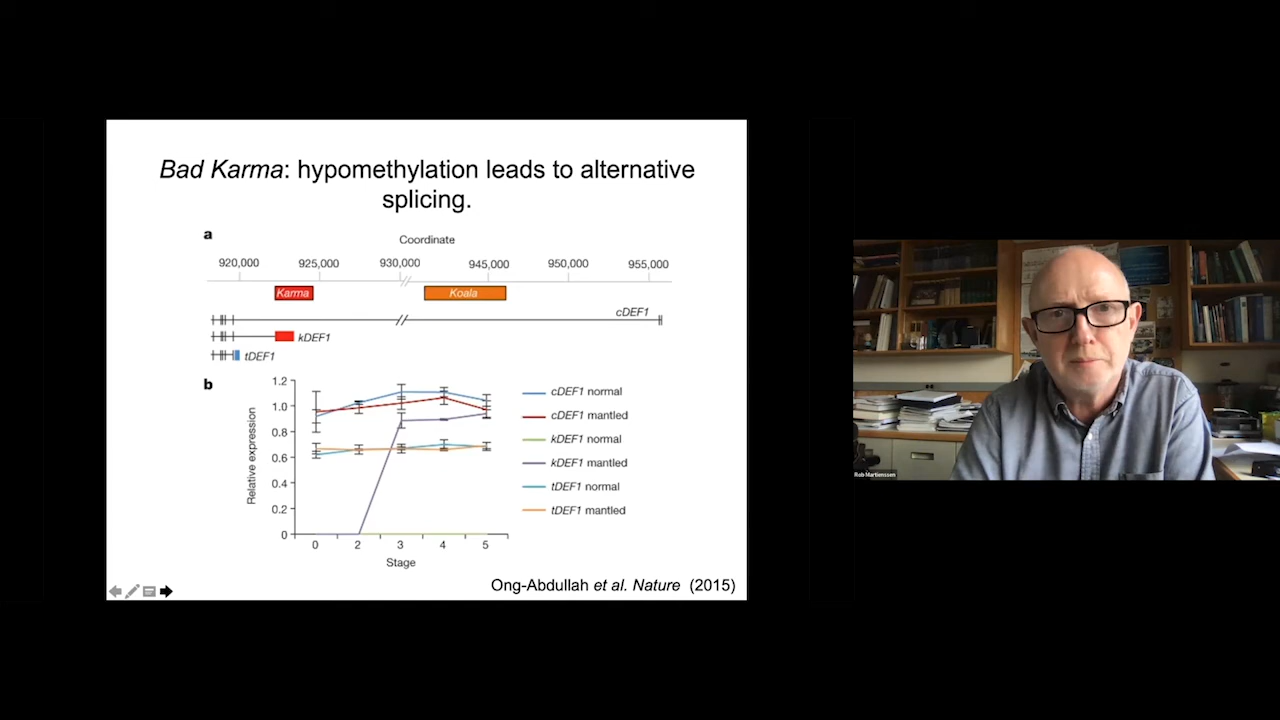 Bad Karma: hypomethylation leads to alternative
splicing.
a
Coordinate
920,000 925,000 930,000 945,000 950,000 955,000
Karma Koala
cDEF1
kDEF1
tDEF1
b
Relative expression
1.2
1.0
0.8
0.6
0.4
0.2
0
0 2 3 4 5
Stage
cDEF1 normal
cDEF1 mantled
kDEF1 normal
kDEF1 mantled
tDEF1 normal
tDEF1 mantled
Ong-Abdullah et al. Nature (2015)
Rob Martienssen